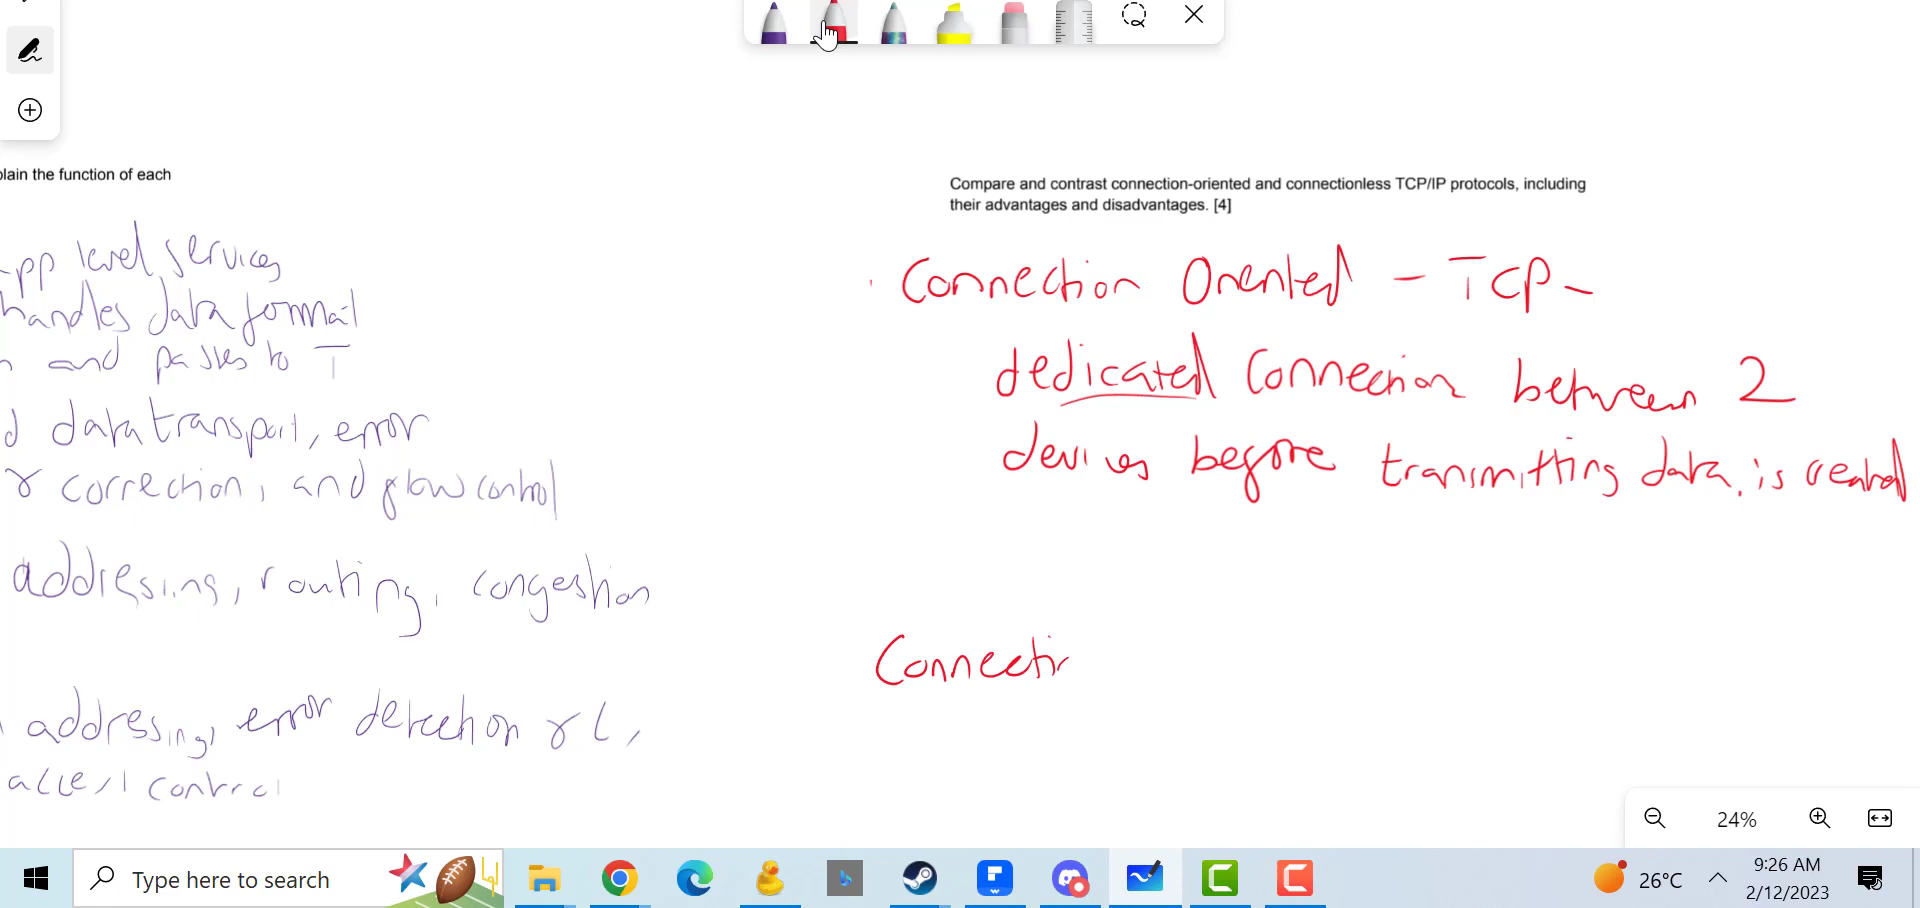 plain the function of each
pp level services
handles data format
and passes to T
data transport, error
r correction, and flow control
addressing, routing, congestion
addressing, error detection r C,
access control
Compare and contrast connection-oriented and connectionless TCP/IP protocols, including
their advantages and disadvantages. [4]
Connection Oriented - TCP -
dedicated Connection between 2
devices before transmitting data. is created
Connecti
24%
Type here to search
26°C
9:26 AM
2/12/2023